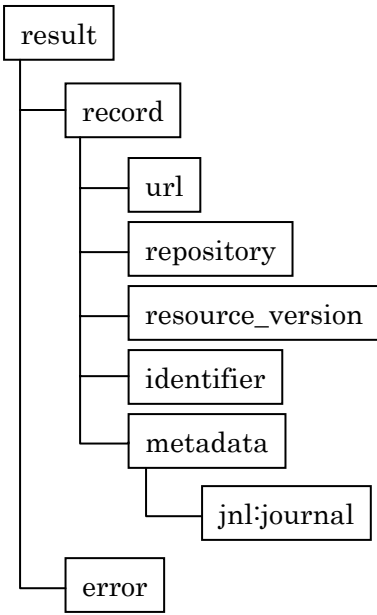 result
record
url
repository
resource_version
identifier
metadata
jnl:journal
error